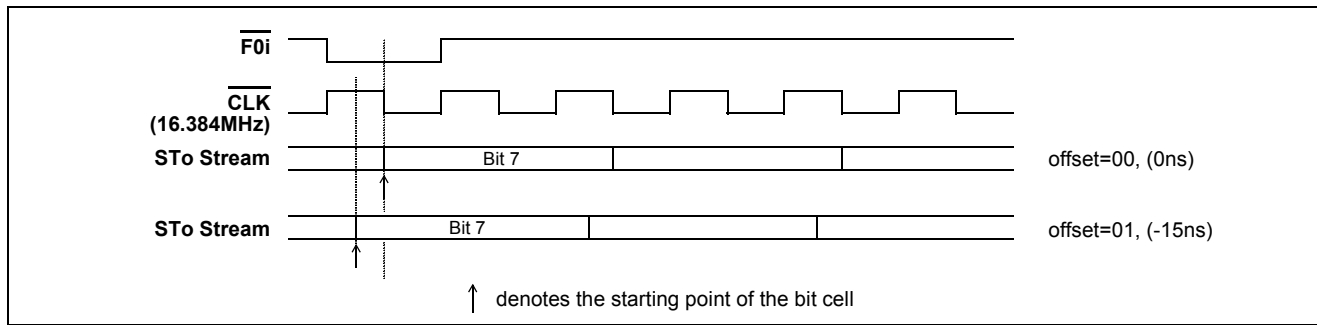 F0i
CLK
(16.384MHz)
STo Stream Bit 7 offset=00, (0ns)
STo Stream Bit 7 offset=01, (-15ns)
denotes the starting point of the bit cell